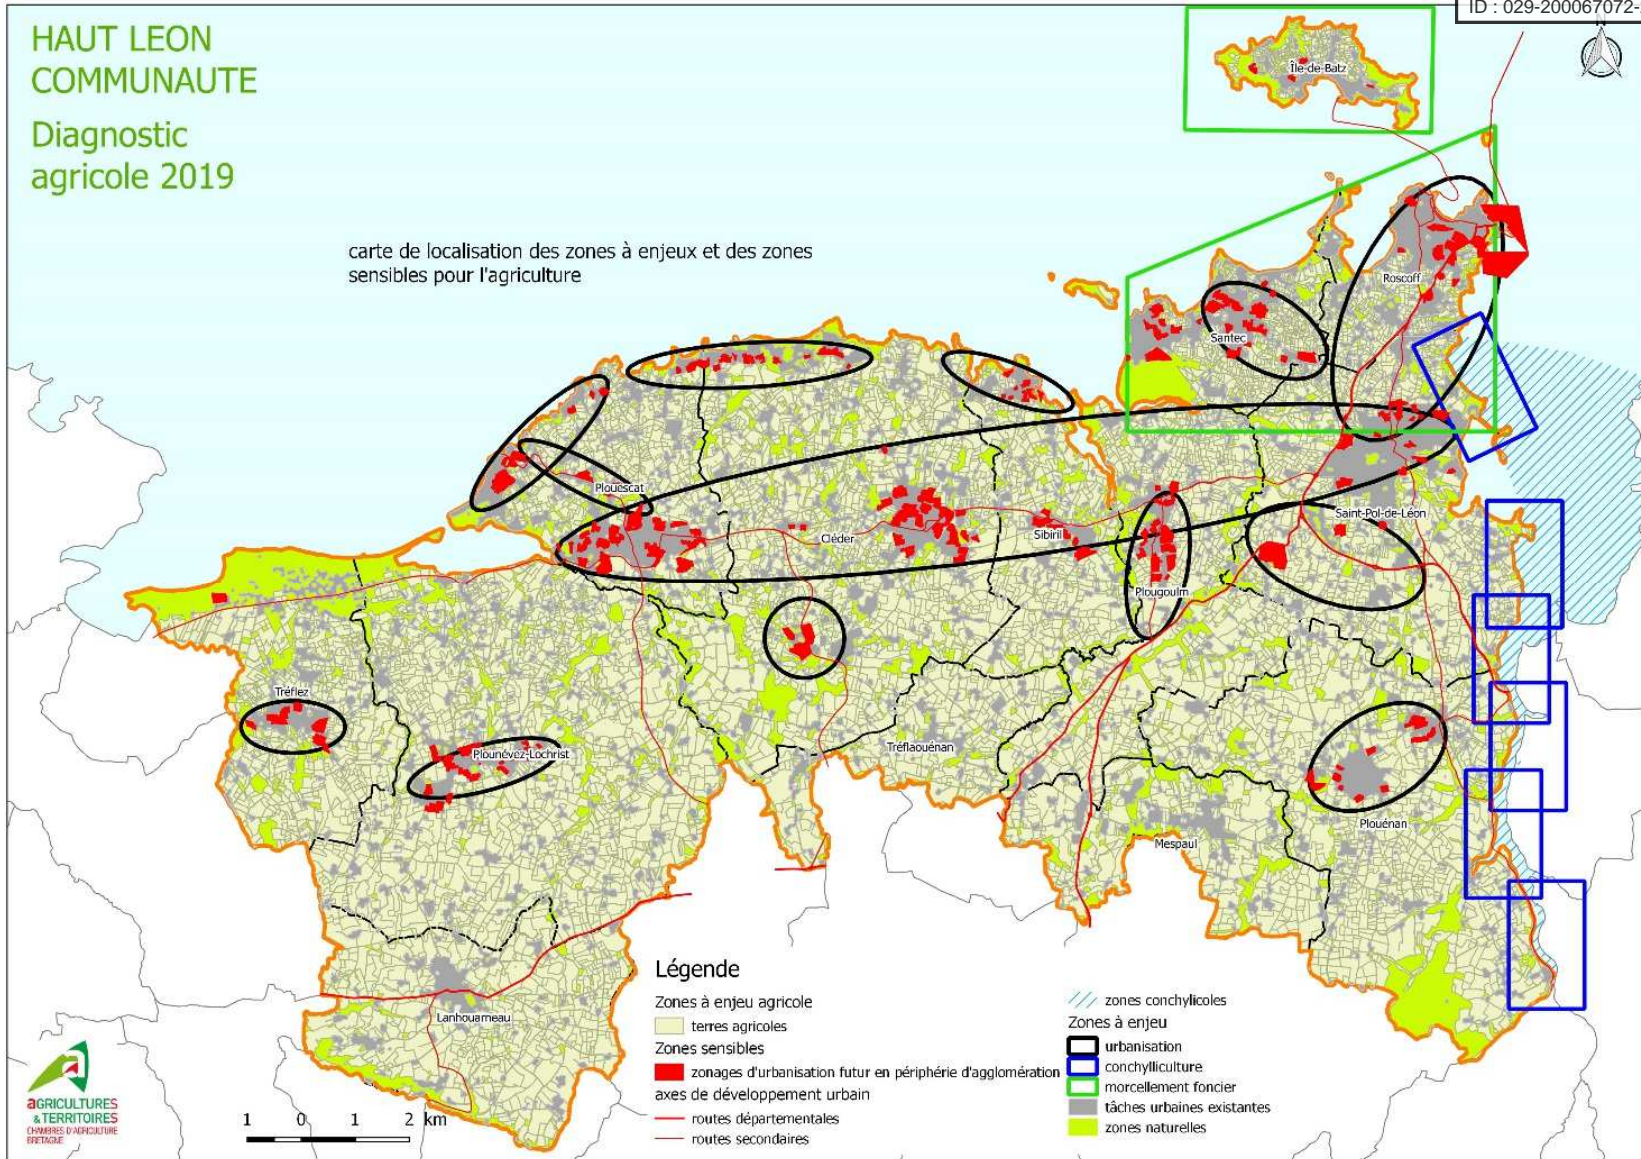 ID : 029-200067072-
HAUT LEON
COMMUNAUTE
Diagnostic
agricole 2019
N
carte de localisation des zones à enjeux et des zones
sensibles pour l'agriculture
Île-de-Batz
Roscoff
Santec
Plouescat
Cléder
Sibiril
Saint-Pol-de-Léon
Plougoulm
Tréflez
Plounévez-Lochrist
Tréflaouénan
Plouénan
Mespaul
Lanhouarneau
Légende
Zones à enjeu agricole
terres agricoles
Zones sensibles
zonages d'urbanisation futur en périphérie d'agglomération
axes de développement urbain
routes départementales
routes secondaires
zones conchylicoles
Zones à enjeu
urbanisation
conchylliculture
morcellement foncier
tâches urbaines existantes
zones naturelles
1 0 1 2 km
aGRICULTURES
& TERRITOIRES
CHAMBRES D'AGRICULTURE
BRETAGNE